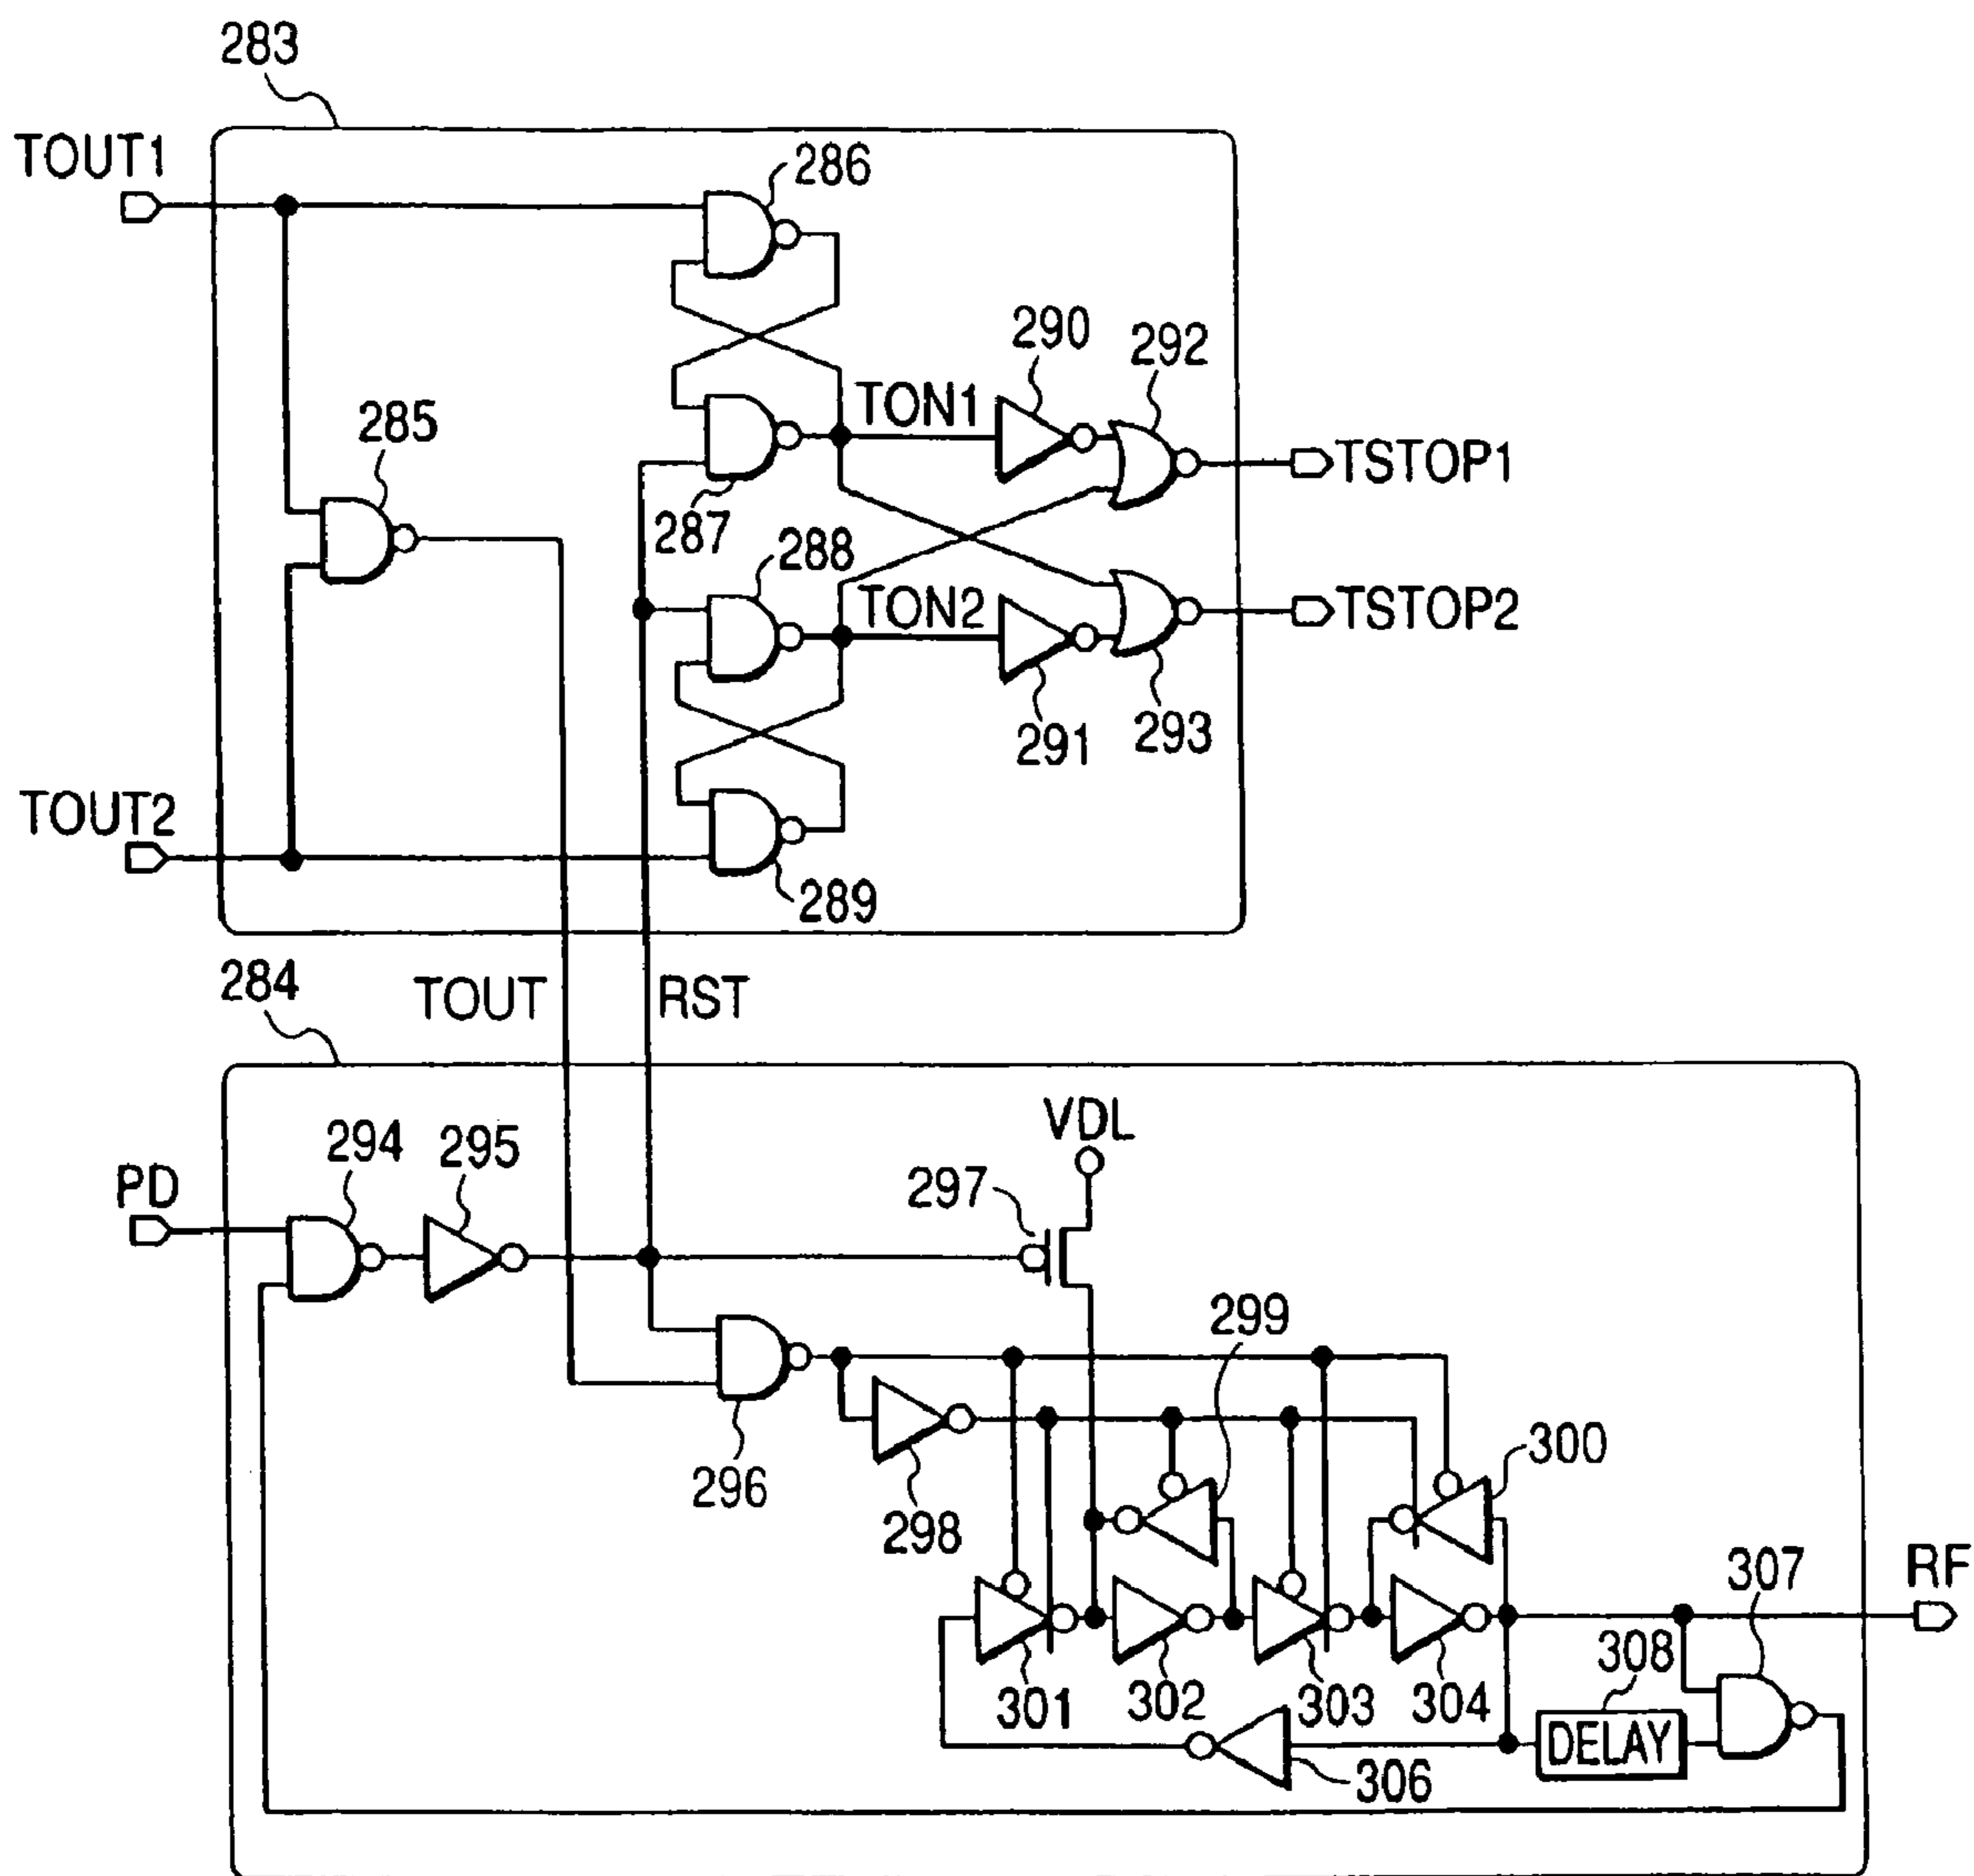 283
TOUT1
286
290
292
TON1
285
TSTOP1
287
288
TON2
TSTOP2
291
293
TOUT2
289
284
TOUT
RST
VDL
294
295
297
PD
299
300
296
298
307
RF
308
301
302
303
304
DELAY
306